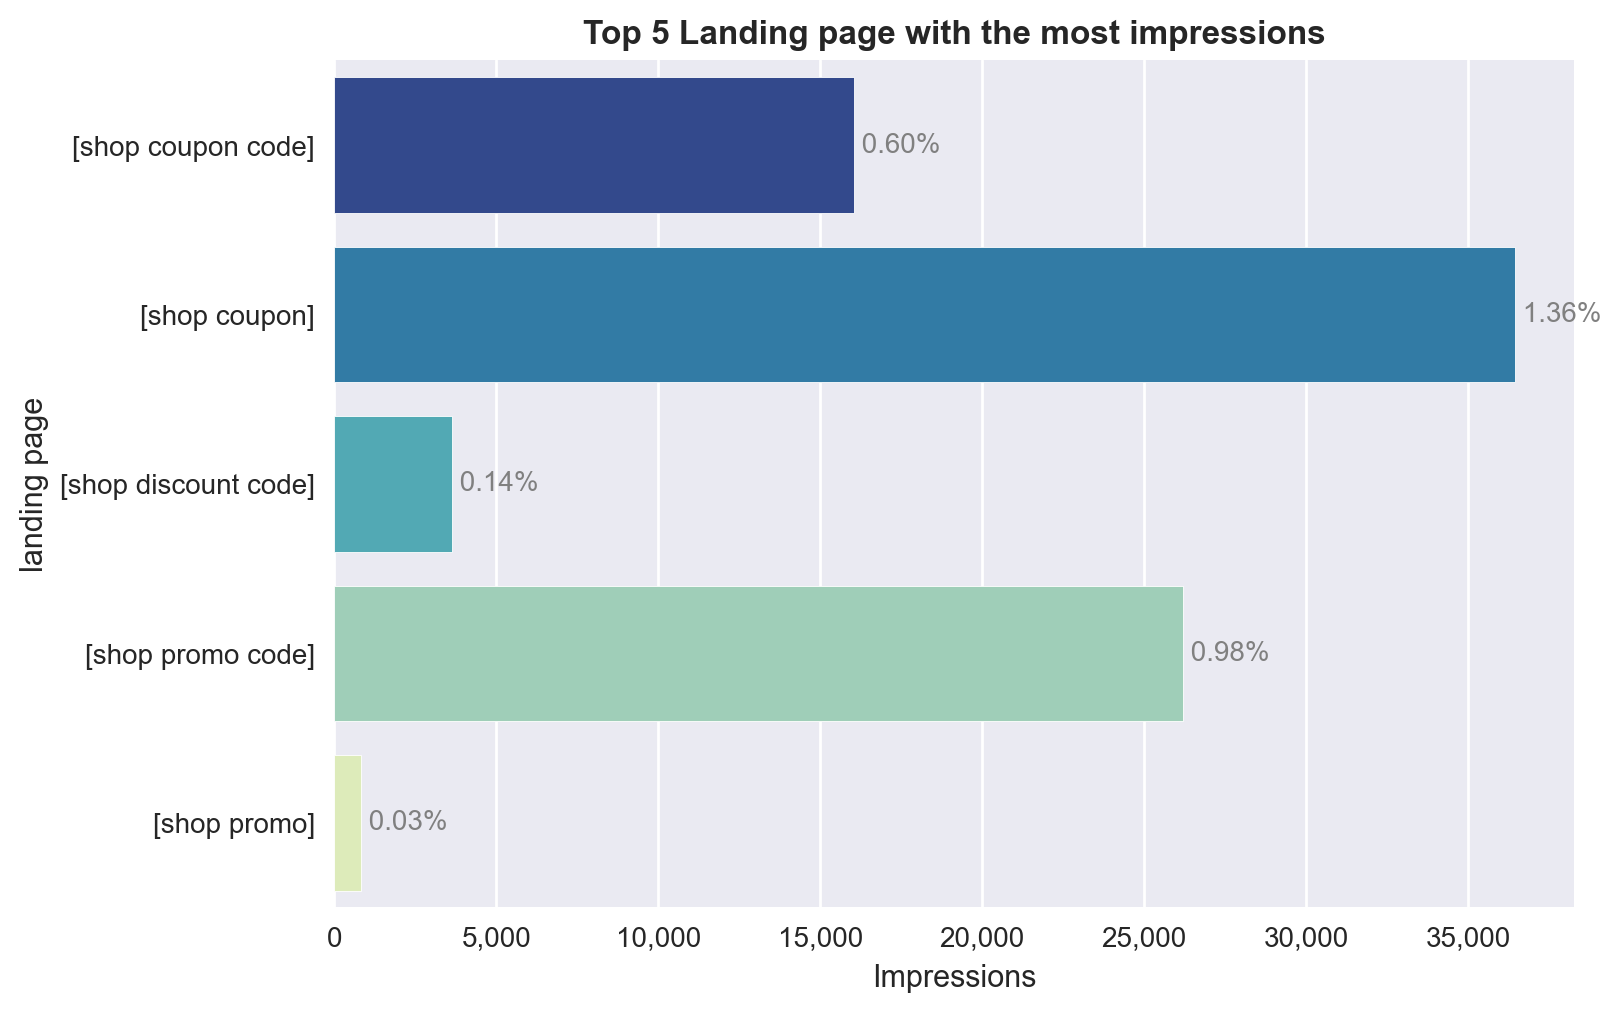 Top 5 Landing page with the most impressions
[shop coupon code]
0.60%
[shop coupon]
1.36%
landing page
[shop discount code]
0.14%
[shop promo code]
0.98%
[shop promo]
0.03%
0 5,000 10,000 15,000 20,000 25,000 30,000 35,000
Impressions